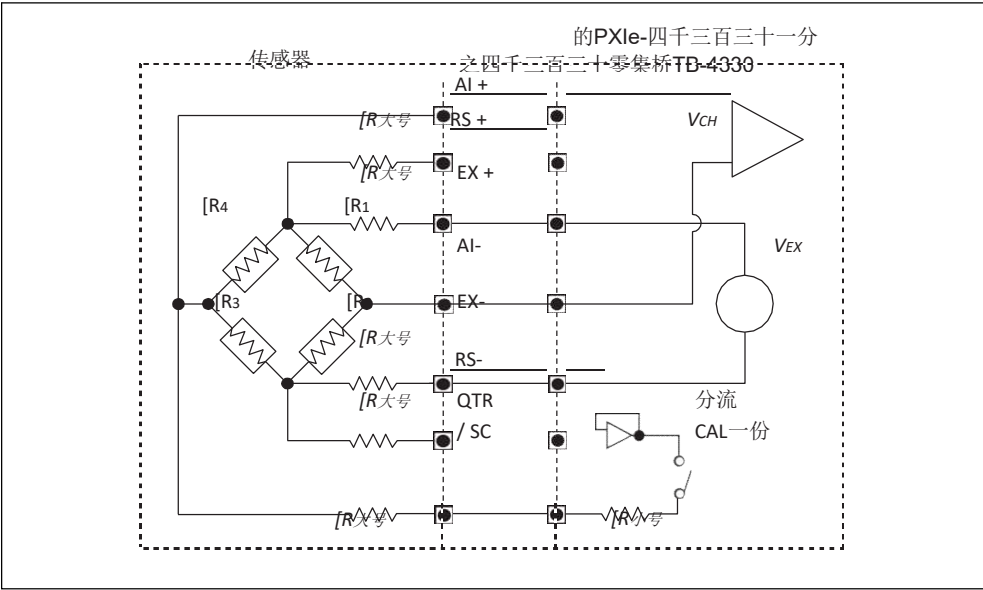 的PXIe-四千三百三十一分
传感器
之四千三百三十零集桥TB-4330
AI +
[R大号
RS +
VCH
[R大号
EX +
[R4
[R1
AI-
VEX
[R3
[R
EX-
[R大号
RS-
[R大号
QTR
分流
/ SC
CAL一份
[R大号
[R小号